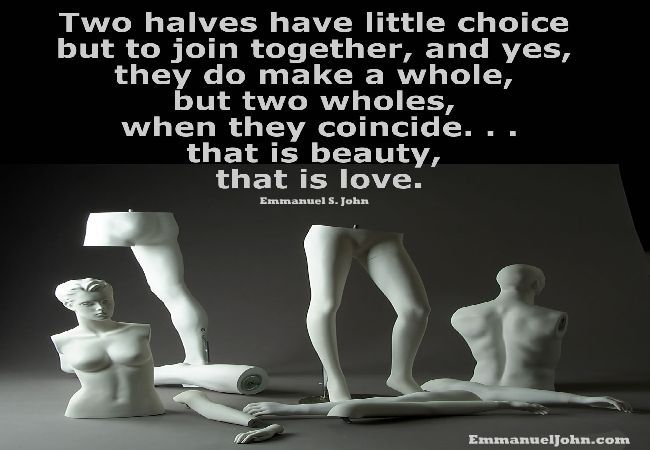 Two halves have little choice
but to join together, and yes,
they do make a whole,
but two wholes,
when they coincide. . .
that is beauty,
that is love.
Emmanuel S. John
EmmanuelJohn.com